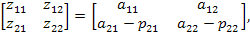 [z₁₁ z₁₂] = [a₁₁ a₁₂]
[z₂₁ z₂₂] = [a₂₁ − p₂₁ a₂₂ − p₂₂],